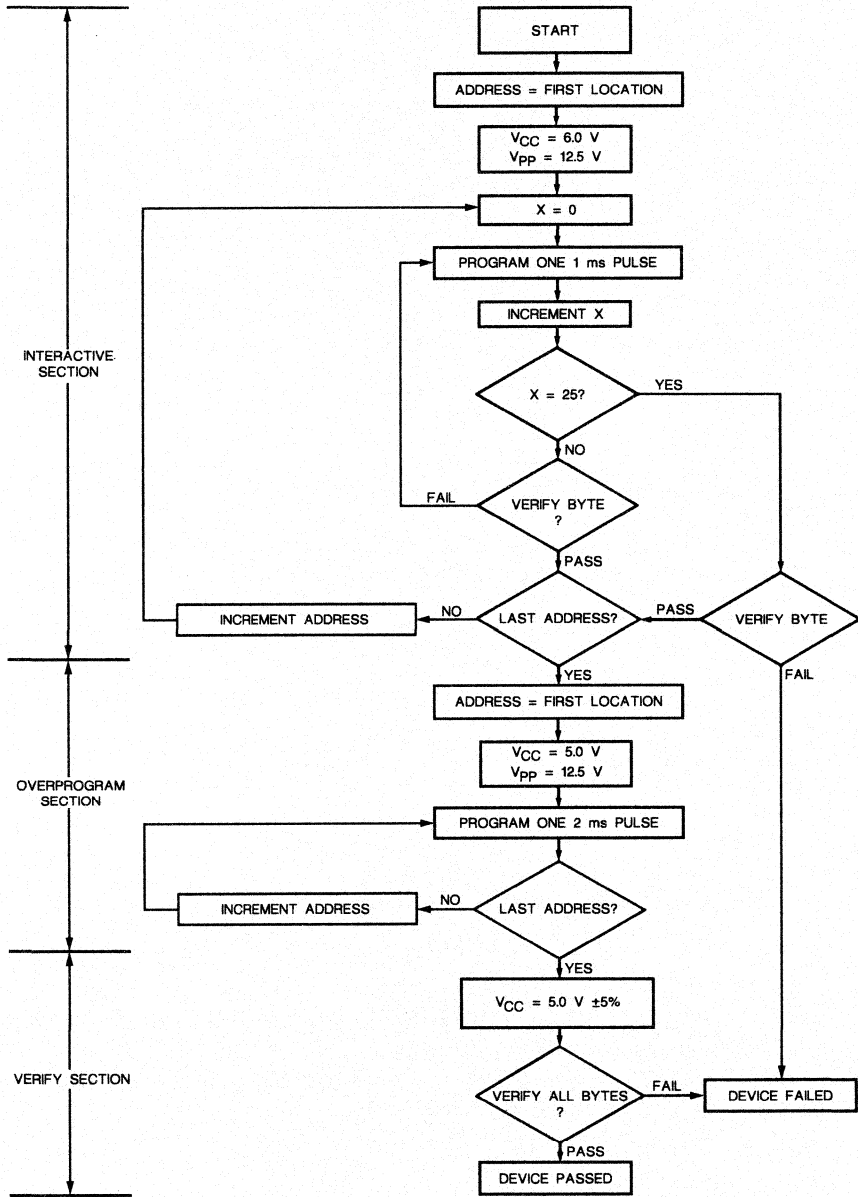 START
ADDRESS = FIRST LOCATION
VCC = 6.0 V
VPP = 12.5 V
X = 0
PROGRAM ONE 1 ms PULSE
INCREMENT X
INTERACTIVE
SECTION
X = 25?
YES
NO
FAIL
VERIFY BYTE
?
PASS
INCREMENT ADDRESS
NO
LAST ADDRESS?
PASS
VERIFY BYTE
YES
FAIL
ADDRESS = FIRST LOCATION
VCC = 5.0 V
VPP = 12.5 V
OVERPROGRAM
SECTION
PROGRAM ONE 2 ms PULSE
INCREMENT ADDRESS
NO
LAST ADDRESS?
YES
VCC = 5.0 V ±5%
VERIFY SECTION
VERIFY ALL BYTES
?
FAIL
DEVICE FAILED
PASS
DEVICE PASSED